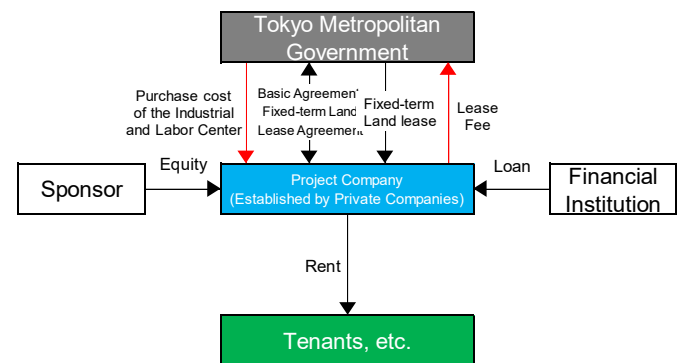 Tokyo Metropolitan
Government
Purchase cost
of the Industrial
and Labor Center
Basic Agreement
Fixed-term Land
Lease Agreement
Fixed-term
Land lease
Lease
Fee
Sponsor
Equity
Project Company
(Established by Private Companies)
Loan
Financial
Institution
Rent
Tenants, etc.